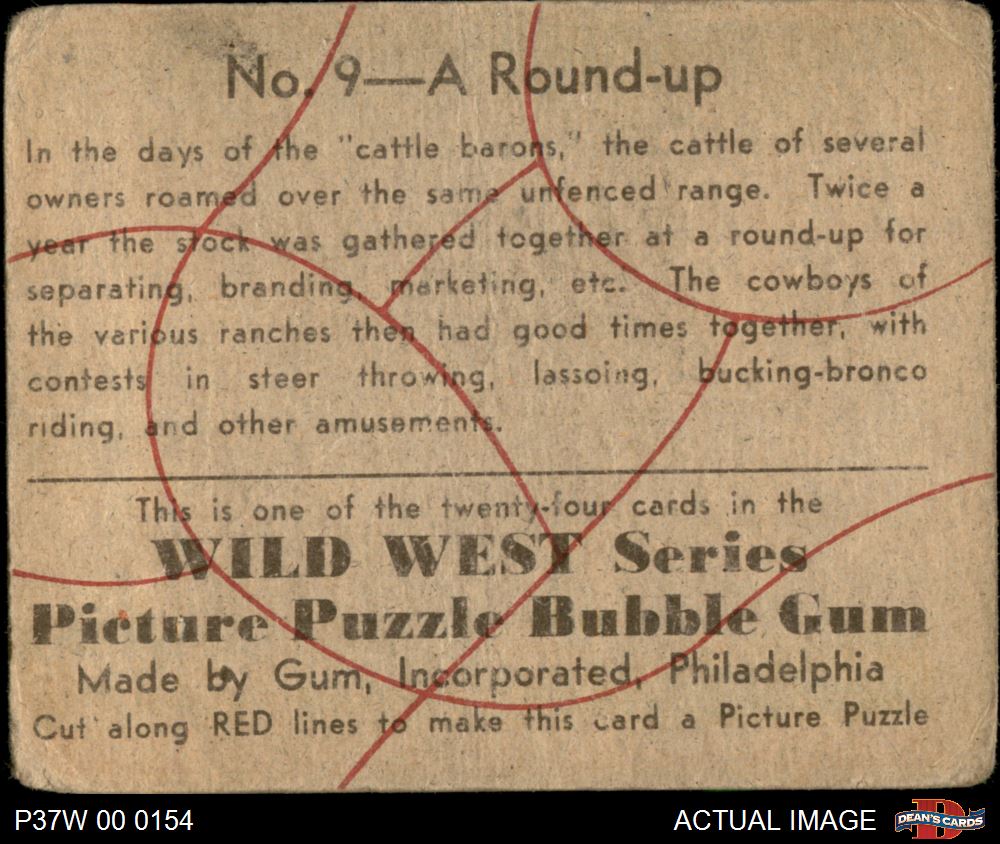 No. 9—A Round-up
In the days of the "cattle barons," the cattle of several
owners roamed over the same unfenced range. Twice a
year the stock was gathered together at a round-up for
separating, branding, marketing, etc. The cowboys of
the various ranches then had good times together, with
contests in steer throwing, lassoing, bucking-bronco
riding, and other amusements.
This is one of the twenty-four cards in the
WILD WEST Series
Picture Puzzle Bubble Gum
Made by Gum, Incorporated, Philadelphia
Cut along RED lines to make this card a Picture Puzzle
P37W 00 0154
ACTUAL IMAGE
D
DEAN'S CARDS